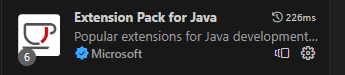 Extension Pack for Java 226ms
Popular extensions for Java development...
6 Microsoft